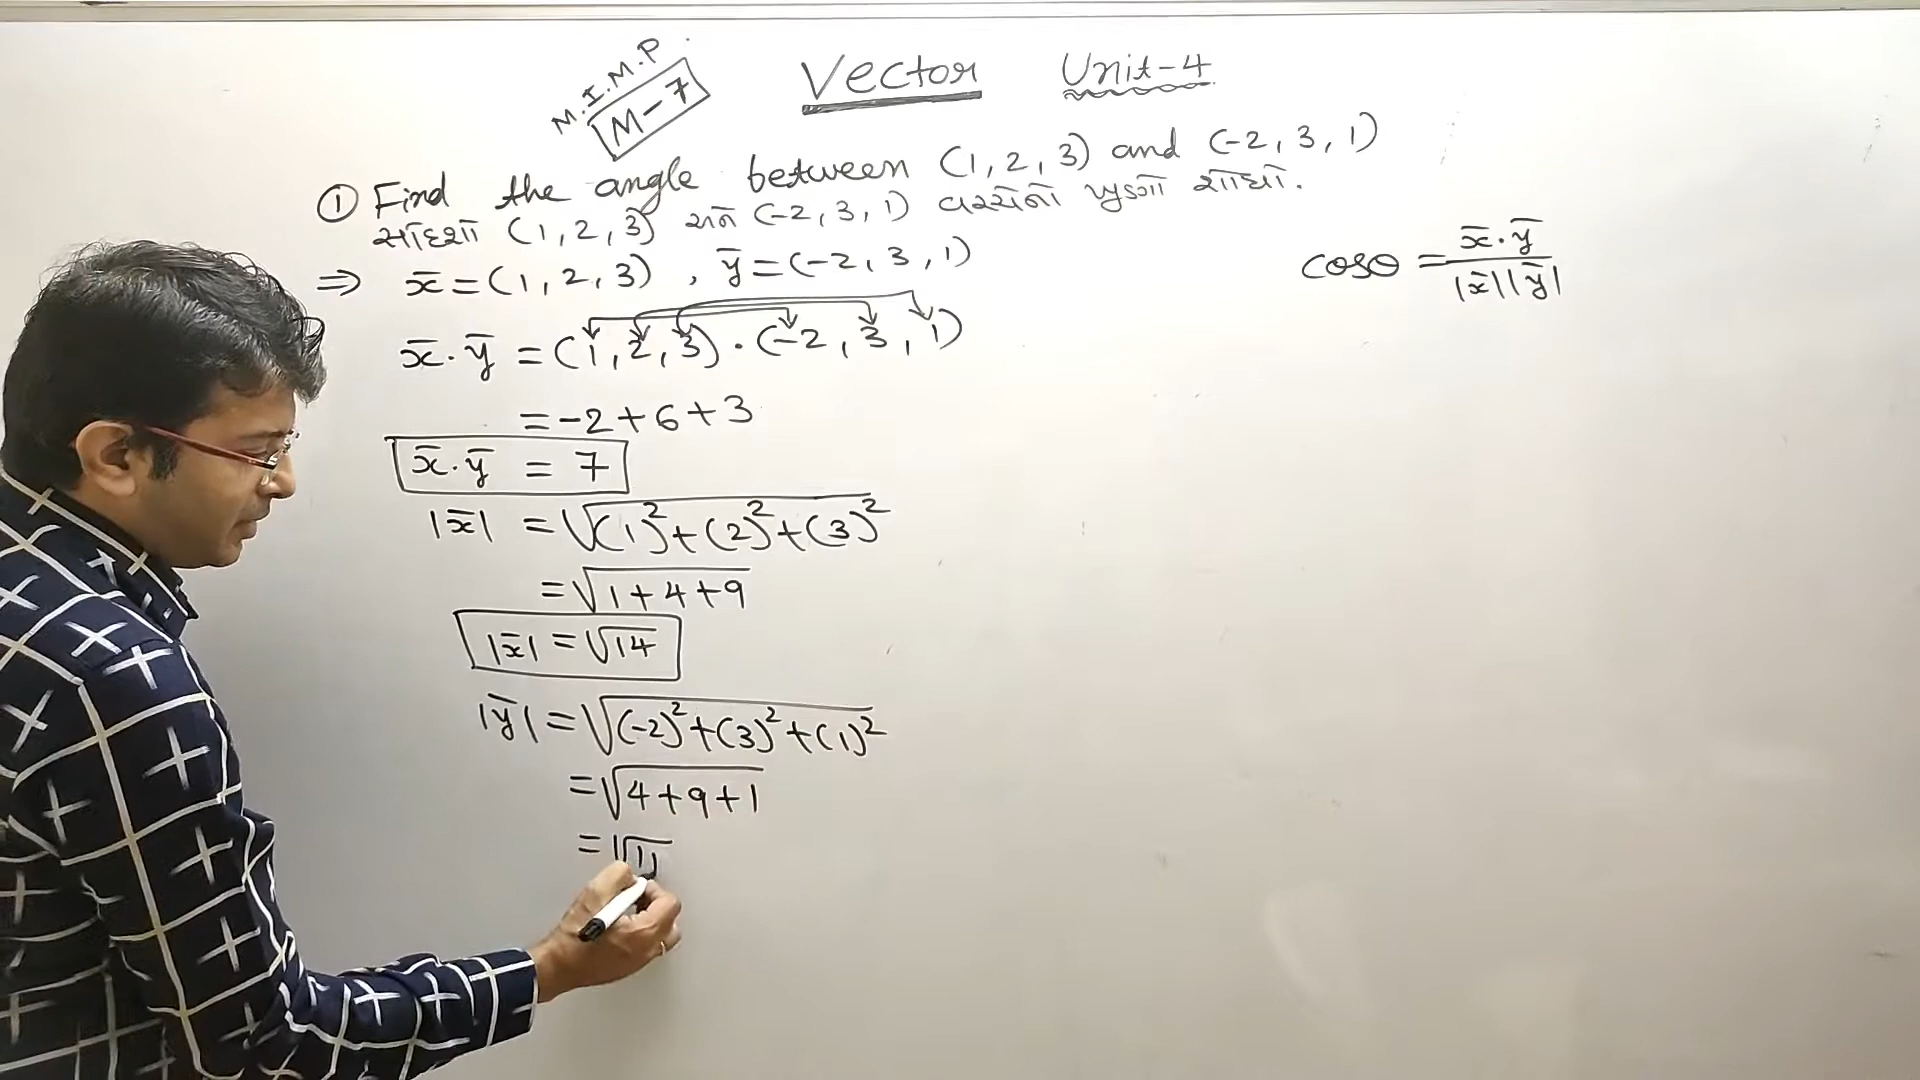 M.I.M.P.
M-7
Vector Unit-4
① Find the angle between (1, 2, 3) and (-2, 3, 1)
સદિશો (1, 2, 3) અને (-2, 3, 1) વચ્ચેનો ખૂણો શોધો.
⇒ x̄ = (1, 2, 3) , ȳ = (-2, 3, 1)
cosθ = x̄·ȳ / |x̄||ȳ|
x̄·ȳ = (1, 2, 3)·(-2, 3, 1)
= -2+6+3
x̄·ȳ = 7
|x̄| = √(1)²+(2)²+(3)²
= √1+4+9
|x̄| = √14
|ȳ| = √(-2)²+(3)²+(1)²
= √4+9+1
= √1